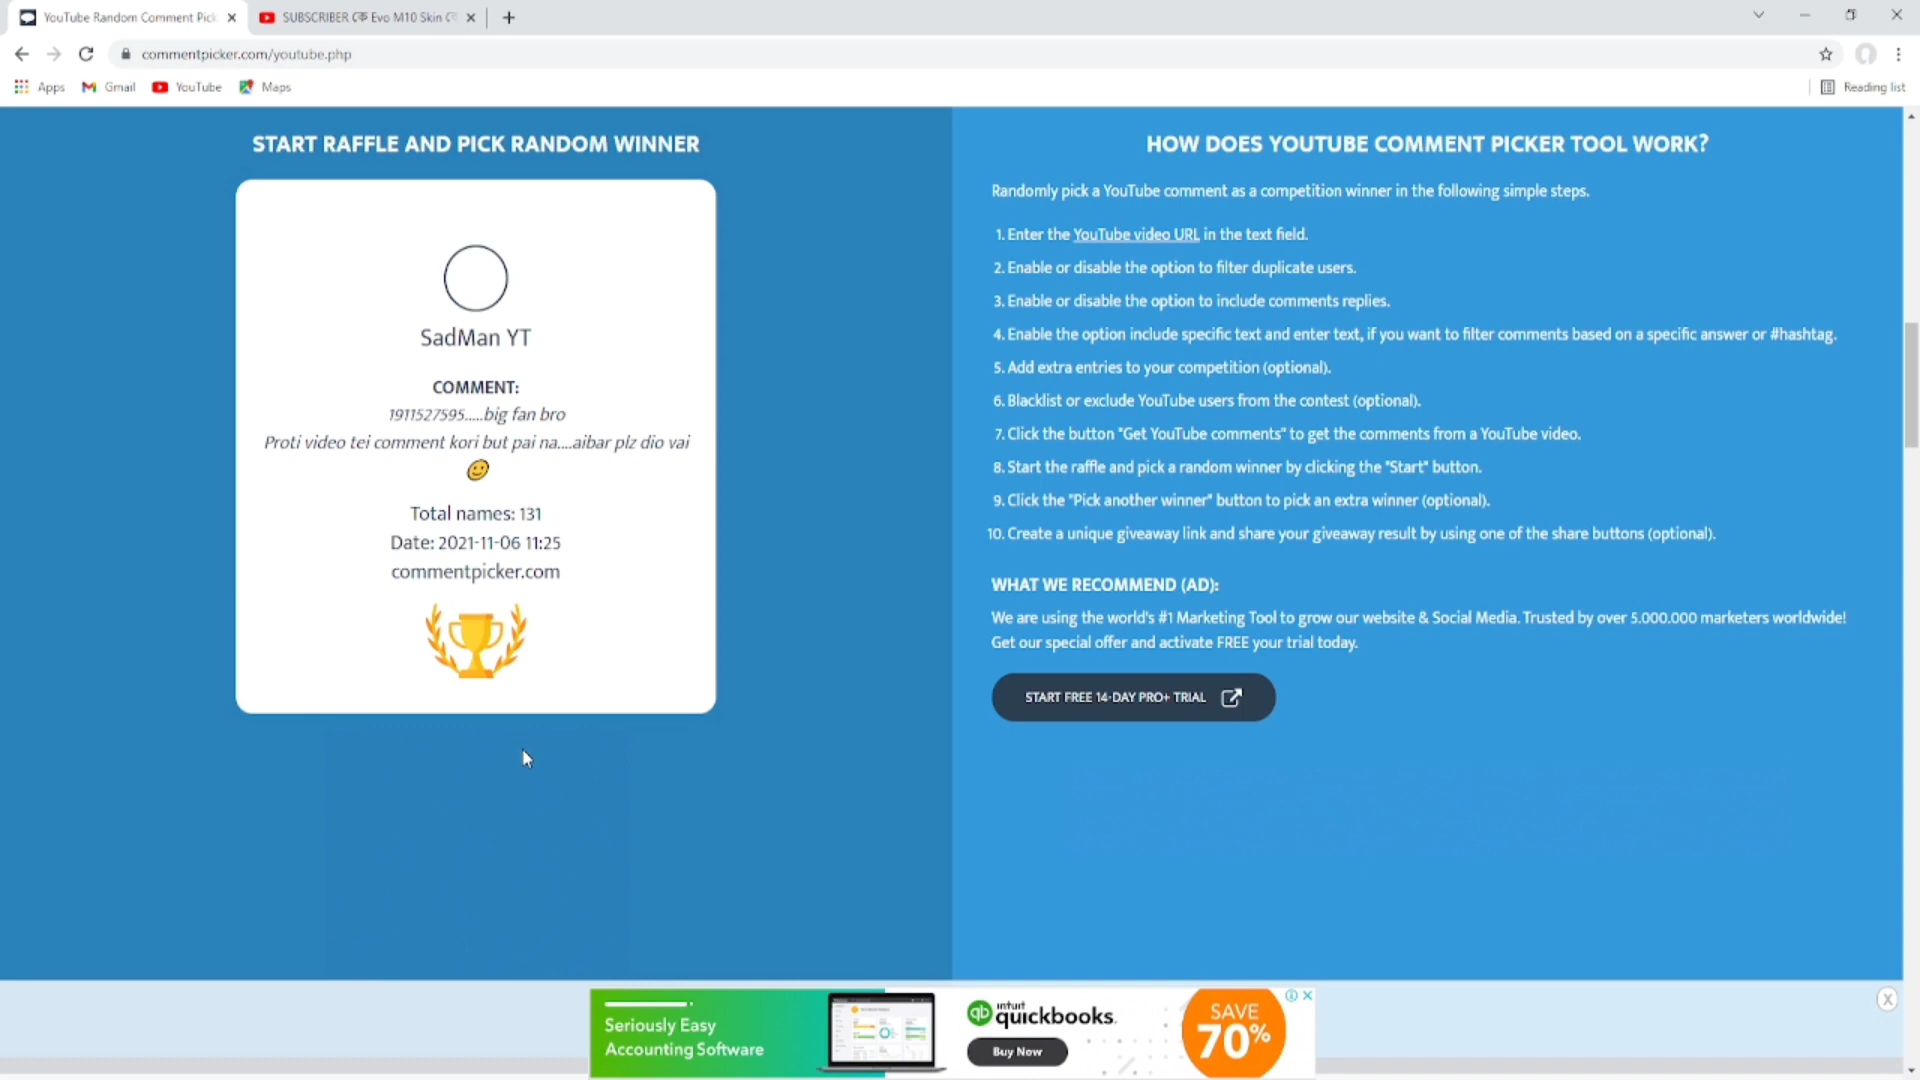 YouTube Random Comment Pick
SUBSCRIBER কে Evo M10 Skin
commentpicker.com/youtube.php
Apps
Gmail
YouTube
Maps
Reading list
START RAFFLE AND PICK RANDOM WINNER
SadMan YT
COMMENT:
1911527595.....big fan bro
Proti video tei comment kori but pai na....aibar plz dio vai
Total names: 131
Date: 2021-11-06 11:25
commentpicker.com
HOW DOES YOUTUBE COMMENT PICKER TOOL WORK?
Randomly pick a YouTube comment as a competition winner in the following simple steps.
1. Enter the YouTube video URL in the text field.
2. Enable or disable the option to filter duplicate users.
3. Enable or disable the option to include comments replies.
4. Enable the option include specific text and enter text, if you want to filter comments based on a specific answer or #hashtag.
5. Add extra entries to your competition (optional).
6. Blacklist or exclude YouTube users from the contest (optional).
7. Click the button "Get YouTube comments" to get the comments from a YouTube video.
8. Start the raffle and pick a random winner by clicking the "Start" button.
9. Click the "Pick another winner" button to pick an extra winner (optional).
10. Create a unique giveaway link and share your giveaway result by using one of the share buttons (optional).
WHAT WE RECOMMEND (AD):
We are using the world's #1 Marketing Tool to grow our website & Social Media. Trusted by over 5.000.000 marketers worldwide!
Get our special offer and activate FREE your trial today.
START FREE 14-DAY PRO+ TRIAL
Seriously Easy
Accounting Software
qb intuit
quickbooks.
Buy Now
SAVE
70%